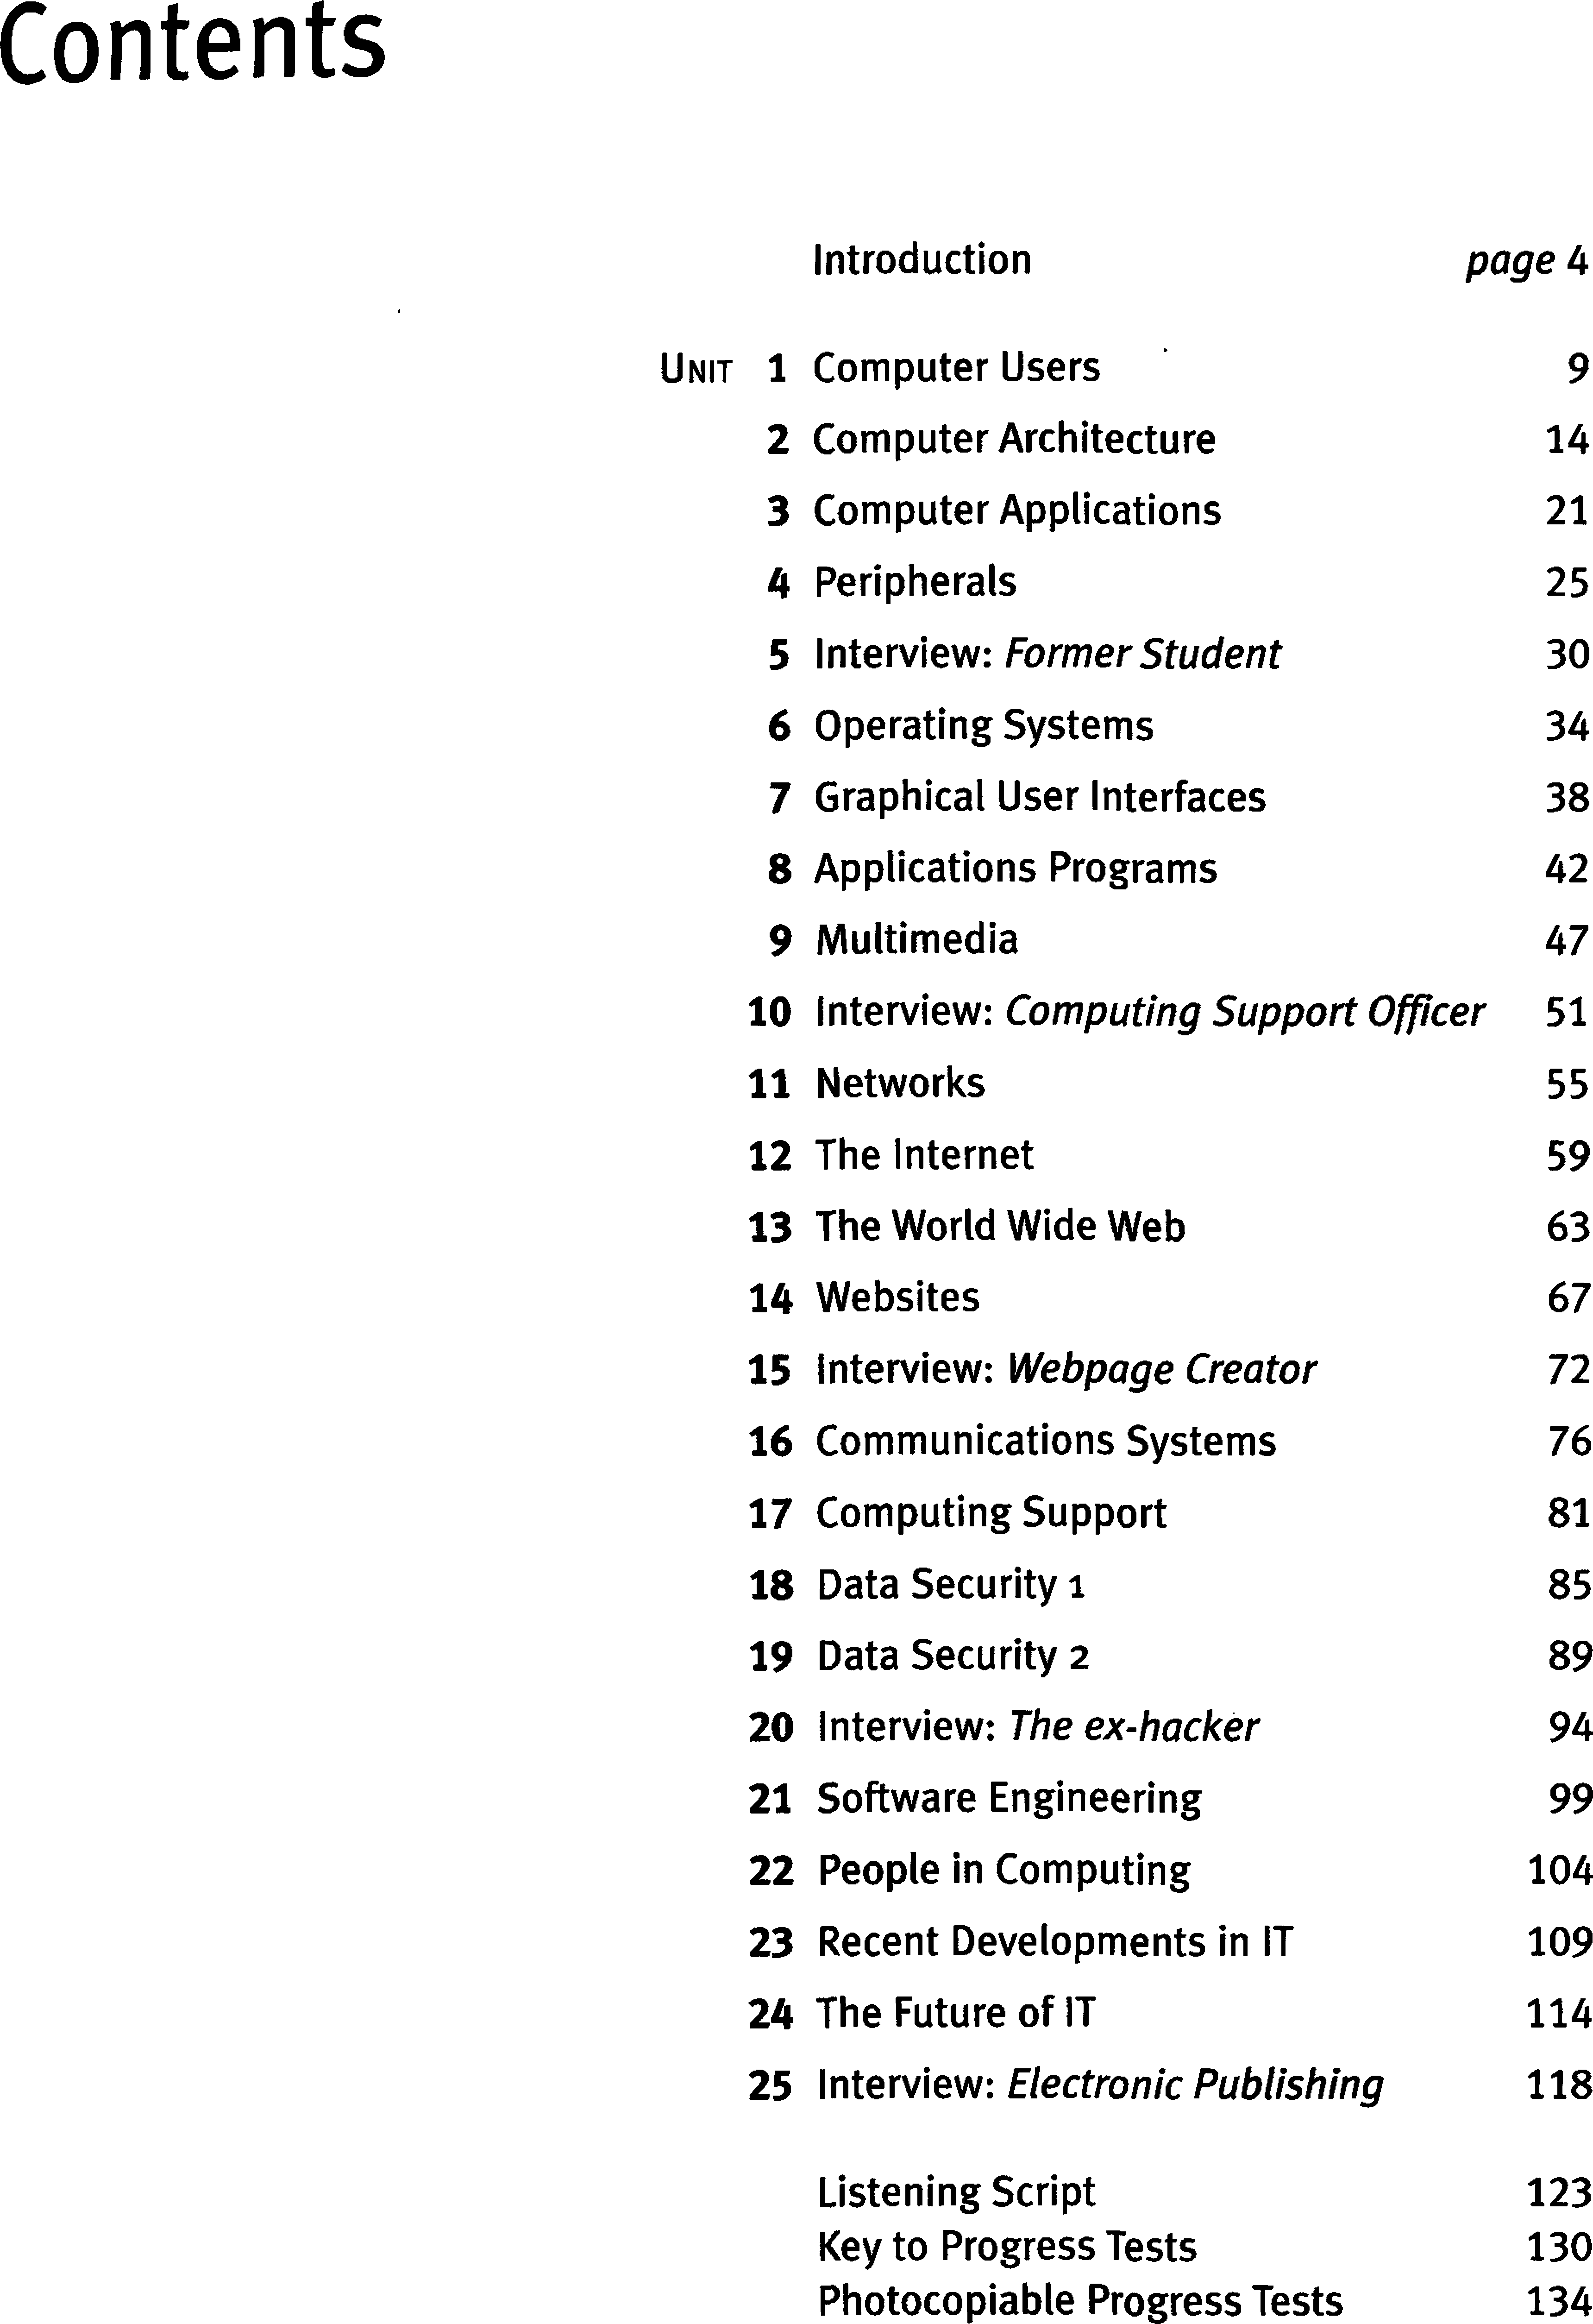 Contents
Introduction page 4
UNIT 1 Computer Users 9
2 Computer Architecture 14
3 Computer Applications 21
4 Peripherals 25
5 Interview: Former Student 30
6 Operating Systems 34
7 Graphical User Interfaces 38
8 Applications Programs 42
9 Multimedia 47
10 Interview: Computing Support Officer 51
11 Networks 55
12 The Internet 59
13 The World Wide Web 63
14 Websites 67
15 Interview: Webpage Creator 72
16 Communications Systems 76
17 Computing Support 81
18 Data Security 1 85
19 Data Security 2 89
20 Interview: The ex-hacker 94
21 Software Engineering 99
22 People in Computing 104
23 Recent Developments in IT 109
24 The Future of IT 114
25 Interview: Electronic Publishing 118
Listening Script 123
Key to Progress Tests 130
Photocopiable Progress Tests 134